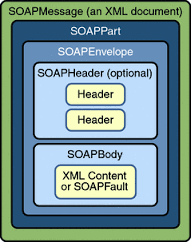 SOAPMessage (an XML document)
SOAPPart
SOAPEnvelope
SOAPHeader (optional)
Header
Header
SOAPBody
XML Content
or SOAPFault